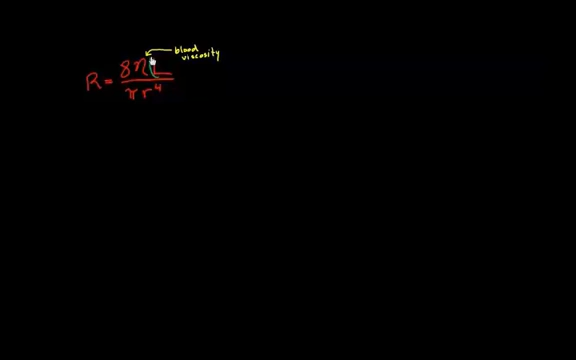 blood
viscosity
R = 8ηL
πr⁴